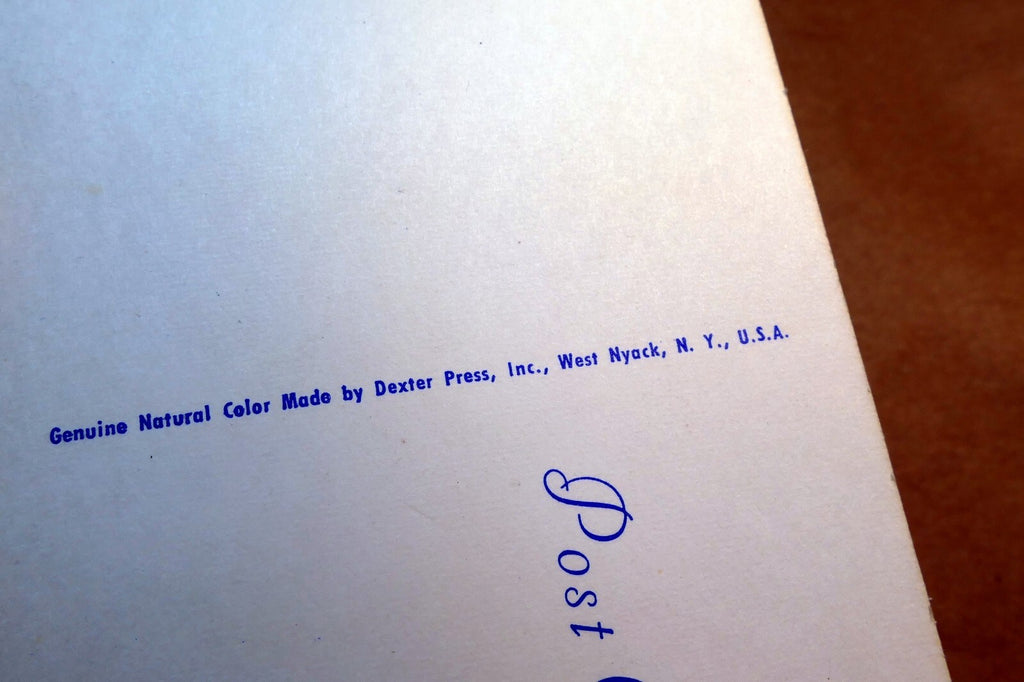 Genuine Natural Color Made by Dexter Press, Inc., West Nyack, N. Y., U.S.A.
Post